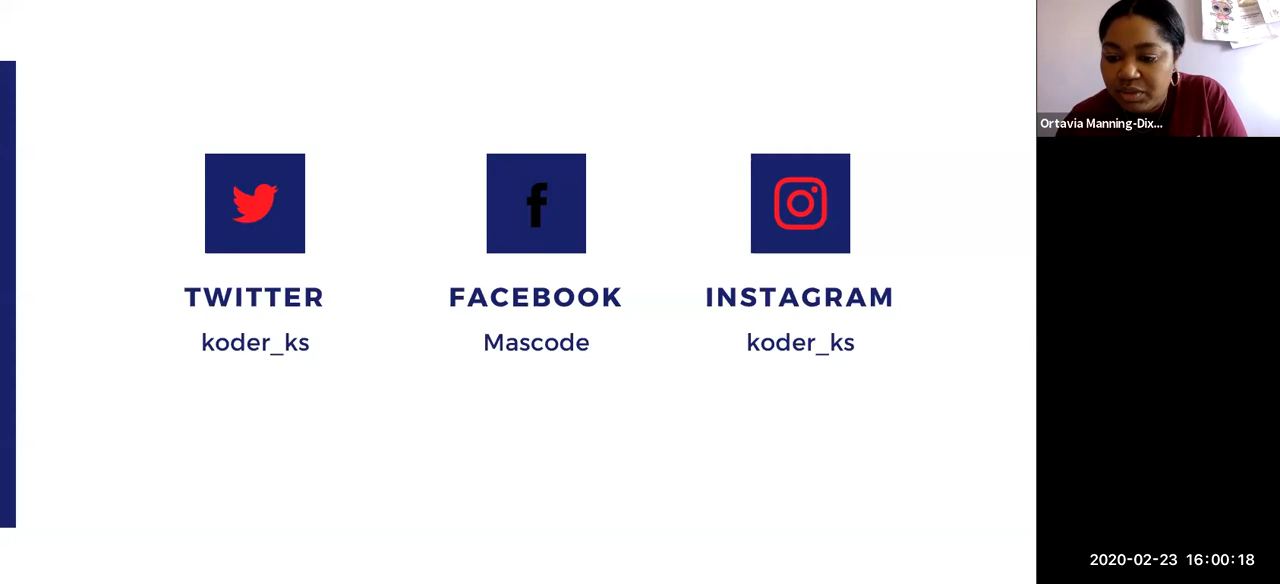 TWITTER
koder_ks
FACEBOOK
Mascode
INSTAGRAM
koder_ks
Ortavia Manning-Dix...
2020-02-23 16:00:18